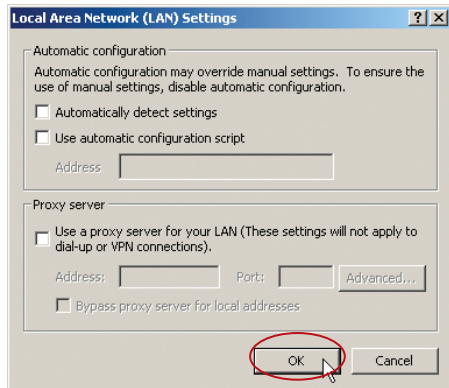 Local Area Network (LAN) Settings
Automatic configuration
Automatic configuration may override manual settings. To ensure the
use of manual settings, disable automatic configuration.
Automatically detect settings
Use automatic configuration script
Address
Proxy server
Use a proxy server for your LAN (These settings will not apply to
dial-up or VPN connections).
Address:
Port:
Advanced...
Bypass proxy server for local addresses
OK
Cancel